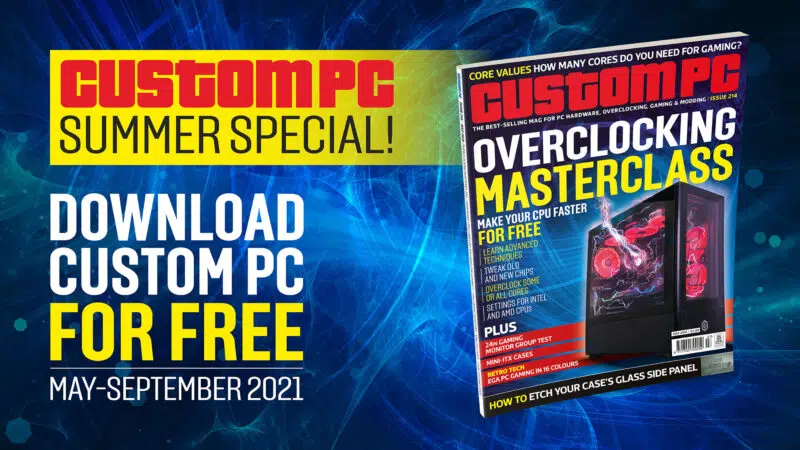 CUSTOM PC
SUMMER SPECIAL!
DOWNLOAD
CUSTOM PC
FOR FREE
MAY-SEPTEMBER 2021
CORE VALUES HOW MANY CORES DO YOU NEED FOR GAMING?
CUSTOM PC
THE BEST-SELLING MAG FOR PC HARDWARE, OVERCLOCKING, GAMING & MODDING / ISSUE 214
OVERCLOCKING
MASTERCLASS
MAKE YOUR CPU FASTER
FOR FREE
LEARN ADVANCED
TECHNIQUES
TWEAK OLD
AND NEW CHIPS
OVERCLOCK SOME
OR ALL CORES
SETTINGS FOR INTEL
AND AMD CPUS
PLUS
24IN GAMING
MONITOR GROUP TEST
MINI-ITX CASES
RETRO TECH
EGA PC GAMING IN 16 COLOURS
HOW TO ETCH YOUR CASE'S GLASS SIDE PANEL